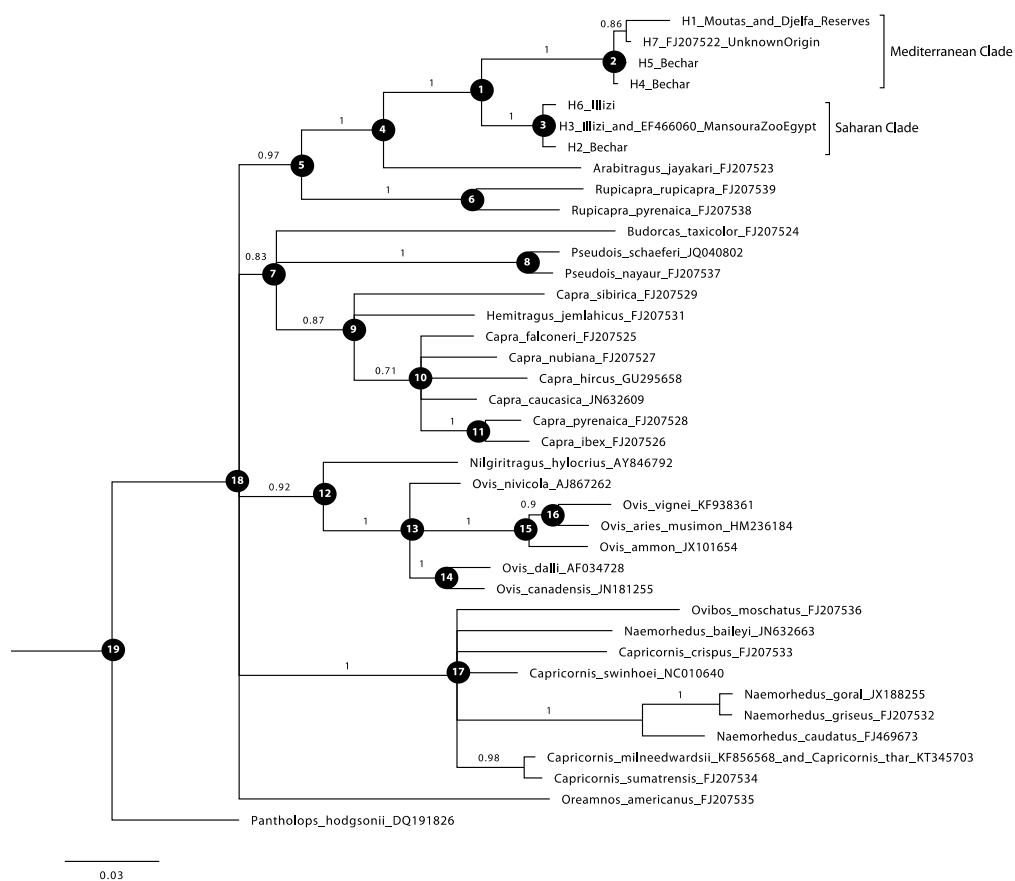 0.86
H1_Moutas_and_Djelfa_Reserves
H7_FJ207522_UnknownOrigin
Mediterranean Clade
1
2
H5_Bechar
H4_Bechar
1
1
H6_Illizi
1
3
H3_Illizi_and_EF466060_MansouraZooEgypt
Saharan Clade
1
4
H2_Bechar
0.97
5
Arabitragus_jayakari_FJ207523
1
6
Rupicapra_rupicapra_FJ207539
Rupicapra_pyrenaica_FJ207538
Budorcas_taxicolor_FJ207524
0.83
7
1
8
Pseudois_schaeferi_JQ040802
Pseudois_nayaur_FJ207537
Capra_sibirica_FJ207529
0.87
9
Hemitragus_jemlahicus_FJ207531
Capra_falconeri_FJ207525
Capra_nubiana_FJ207527
0.71
10
Capra_hircus_GU295658
Capra_caucasica_JN632609
1
11
Capra_pyrenaica_FJ207528
Capra_ibex_FJ207526
Nilgiritragus_hylocrius_AY846792
18
0.92
12
Ovis_nivicola_AJ867262
0.9
16
Ovis_vignei_KF938361
1
13
1
15
Ovis_aries_musimon_HM236184
Ovis_ammon_JX101654
1
14
Ovis_dalli_AF034728
Ovis_canadensis_JN181255
Ovibos_moschatus_FJ207536
Naemorhedus_baileyi_JN632663
19
Capricornis_crispus_FJ207533
1
17
Capricornis_swinhoei_NC010640
1
Naemorhedus_goral_JX188255
1
Naemorhedus_griseus_FJ207532
Naemorhedus_caudatus_FJ469673
0.98
Capricornis_milneedwardsii_KF856568_and_Capricornis_thar_KT345703
Capricornis_sumatrensis_FJ207534
Oreamnos_americanus_FJ207535
Pantholops_hodgsonii_DQ191826
0.03